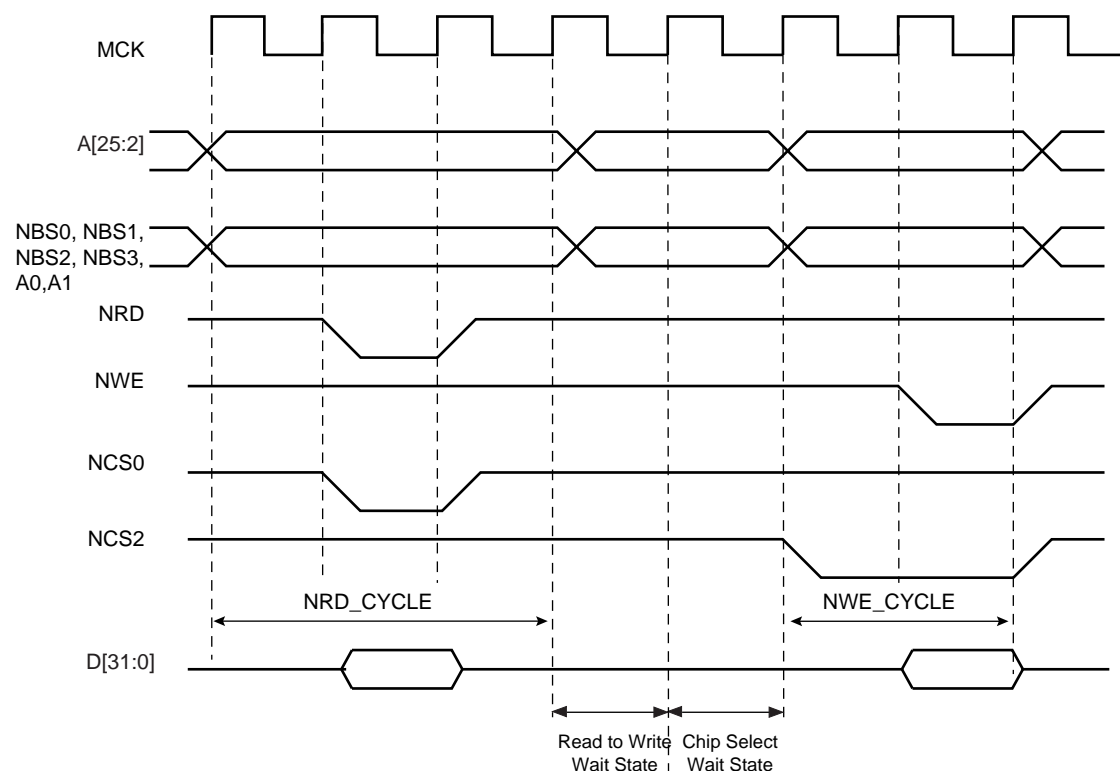 MCK
A[25:2]
NBS0, NBS1,
NBS2, NBS3,
A0,A1
NRD
NWE
NCS0
NCS2
NRD_CYCLE
NWE_CYCLE
D[31:0]
Read to Write
Wait State
Chip Select
Wait State